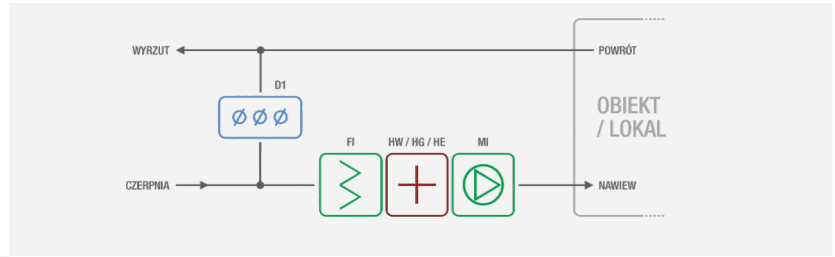 WYRZUT
POWRÓT
D1
OBIEKT
/ LOKAL
FI
HW / HG / HE
MI
CZERPNIA
NAWIEW